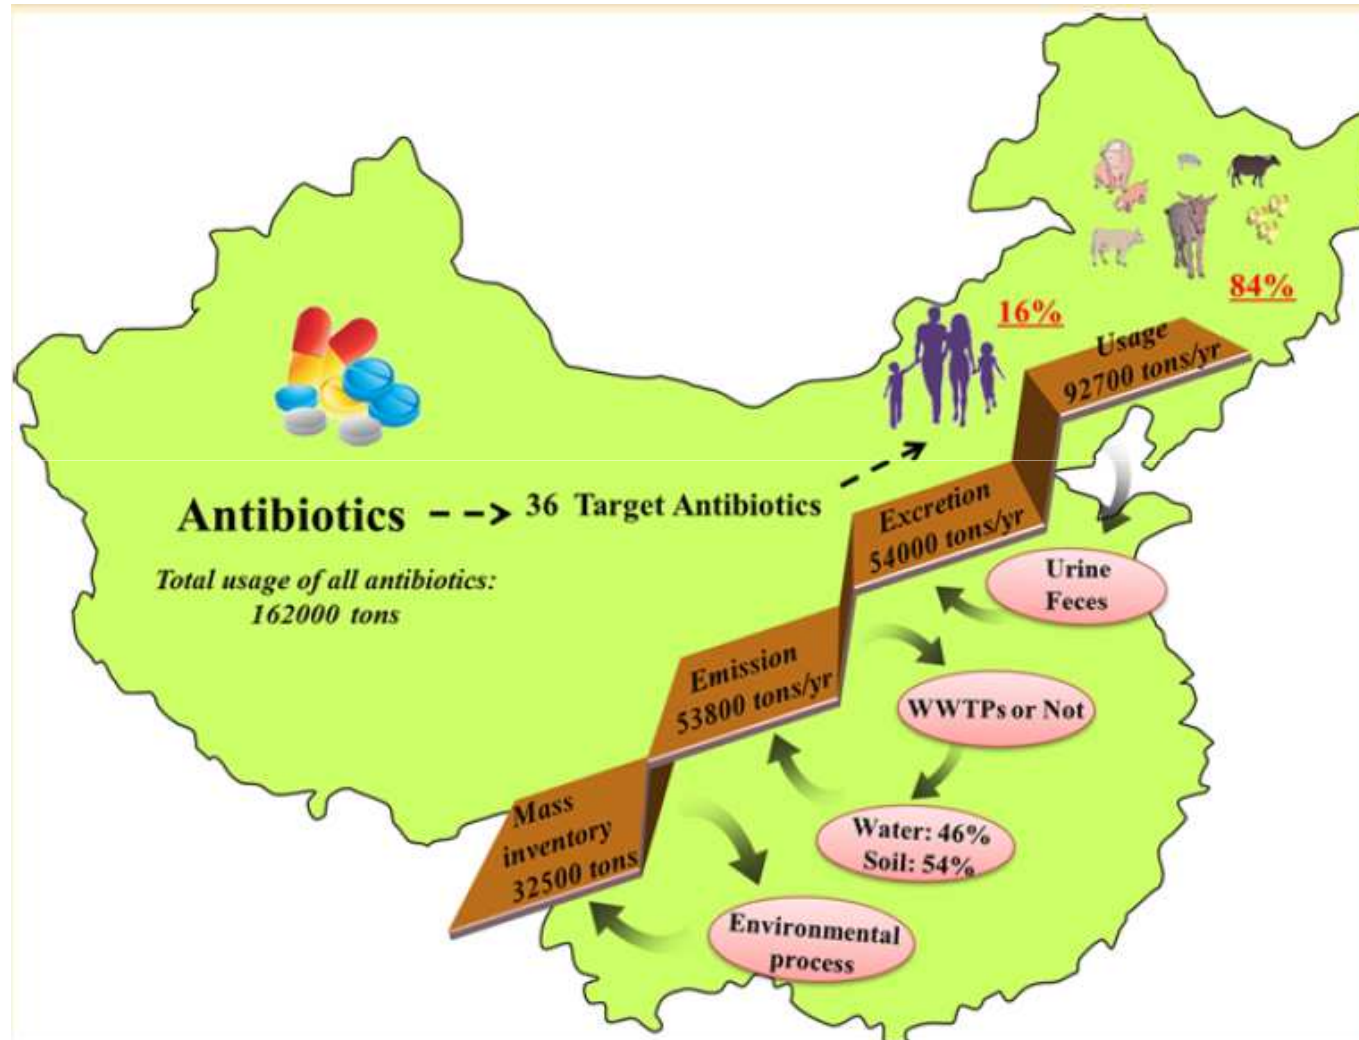 84%
16%
Usage
92700 tons/yr
Antibiotics
36 Target Antibiotics
Total usage of all antibiotics:
162000 tons
Excretion
54000 tons/yr
Urine
Feces
Emission
53800 tons/yr
WWTPs or Not
Water: 46%
Soil: 54%
Mass
inventory
32500 tons
Environmental
process